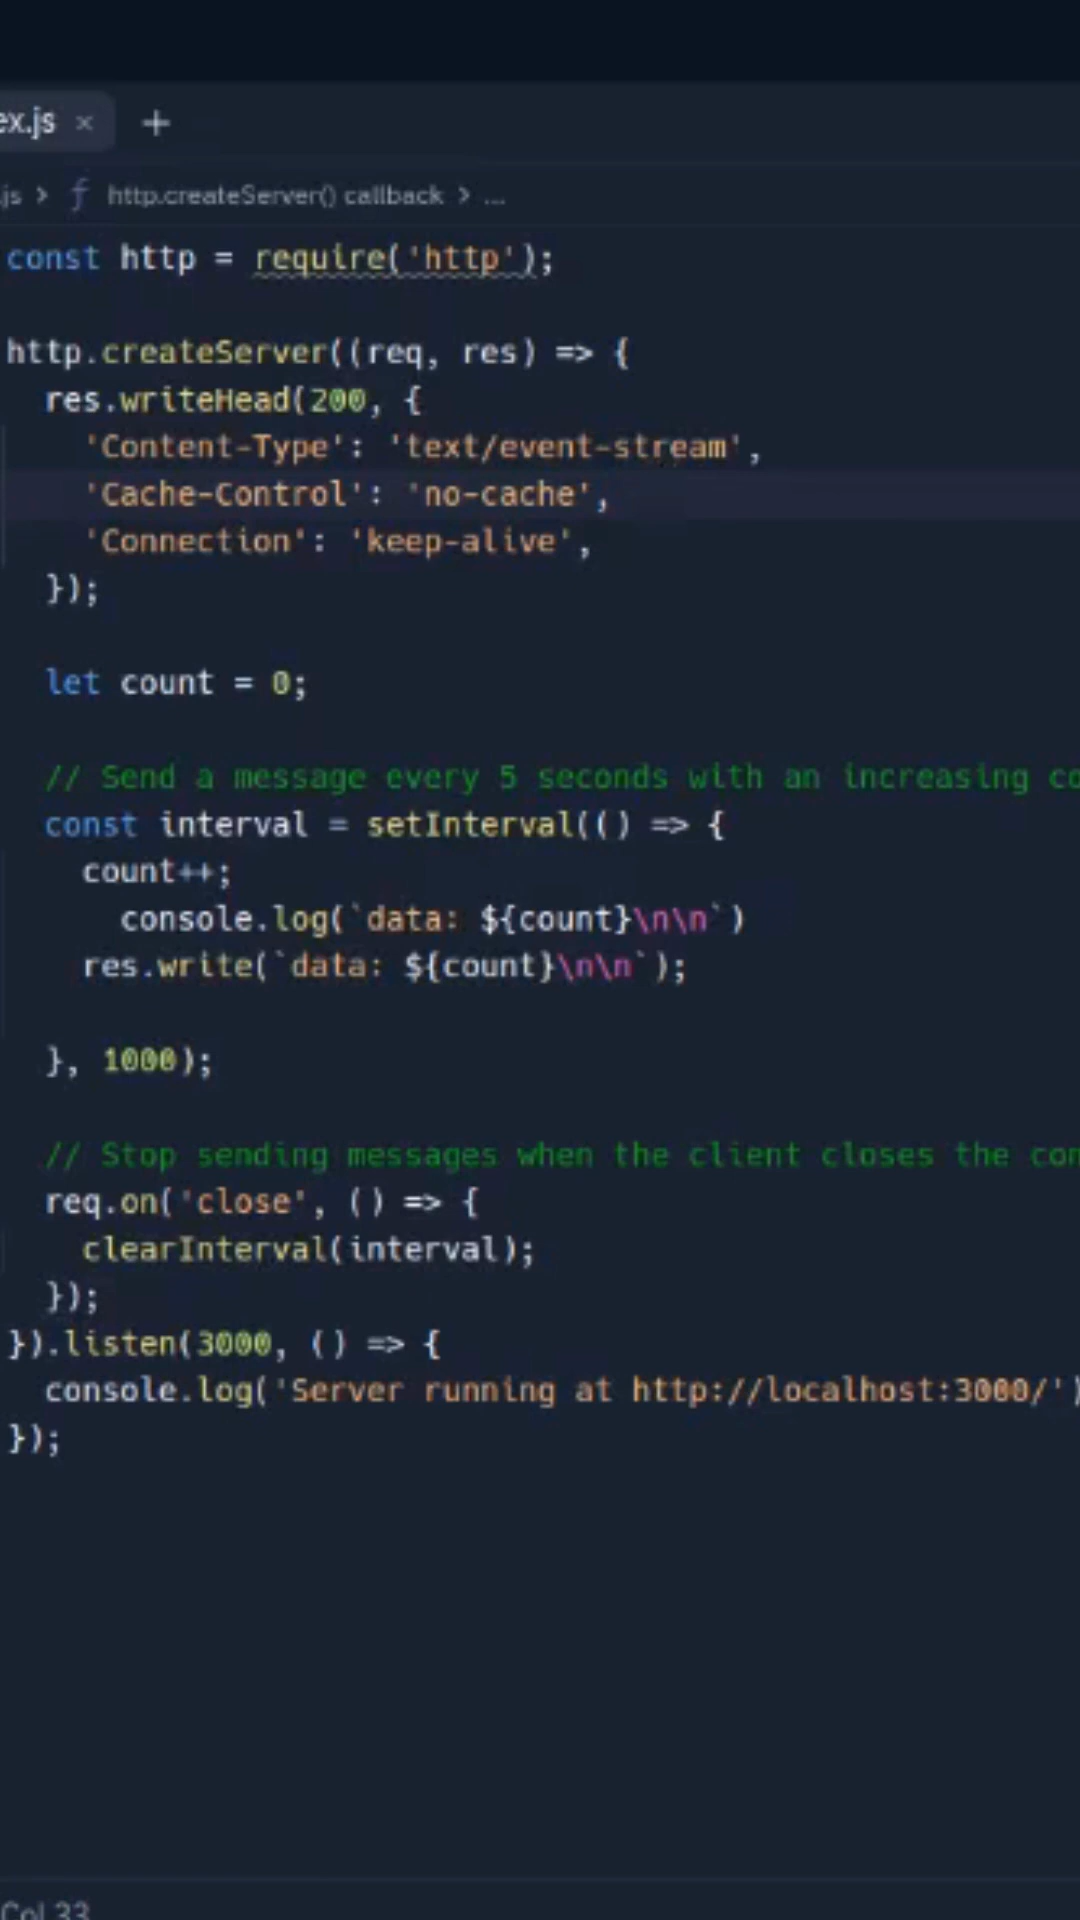 ex.js × +
.js > ƒ http.createServer() callback > ...
const http = require('http');
http.createServer((req, res) => {
res.writeHead(200, {
'Content-Type': 'text/event-stream',
'Cache-Control': 'no-cache',
'Connection': 'keep-alive',
});
let count = 0;
// Send a message every 5 seconds with an increasing co
const interval = setInterval(() => {
count++;
console.log(`data: ${count}\n\n`)
res.write(`data: ${count}\n\n`);
}, 1000);
// Stop sending messages when the client closes the con
req.on('close', () => {
clearInterval(interval);
});
}).listen(3000, () => {
console.log('Server running at http://localhost:3000/')
});
Col 33